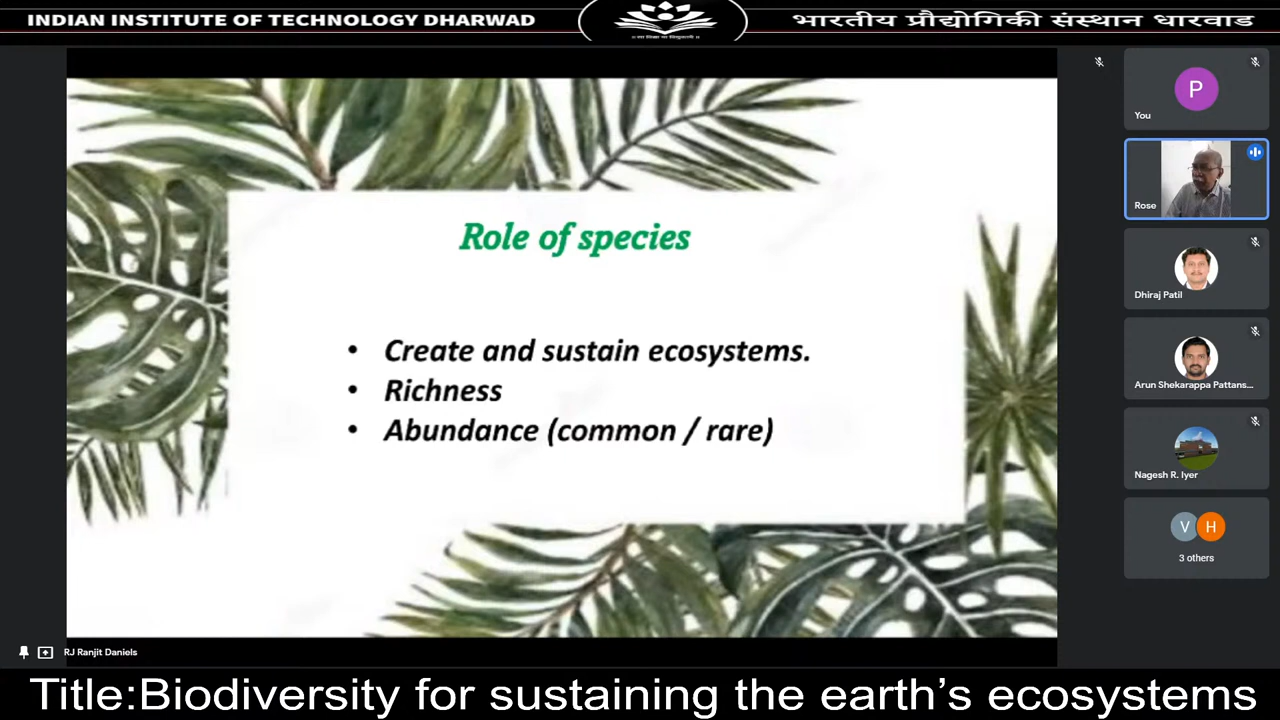 INDIAN INSTITUTE OF TECHNOLOGY DHARWAD
भारतीय प्रौद्योगिकी संस्थान धारवाड
You
P
Rose
Dhiraj Patil
Arun Shekarappa Pattans...
Nagesh R. Iyer
V H
3 others
Role of species
• Create and sustain ecosystems.
• Richness
• Abundance (common / rare)
RJ Ranjit Daniels
Title:Biodiversity for sustaining the earth's ecosystems